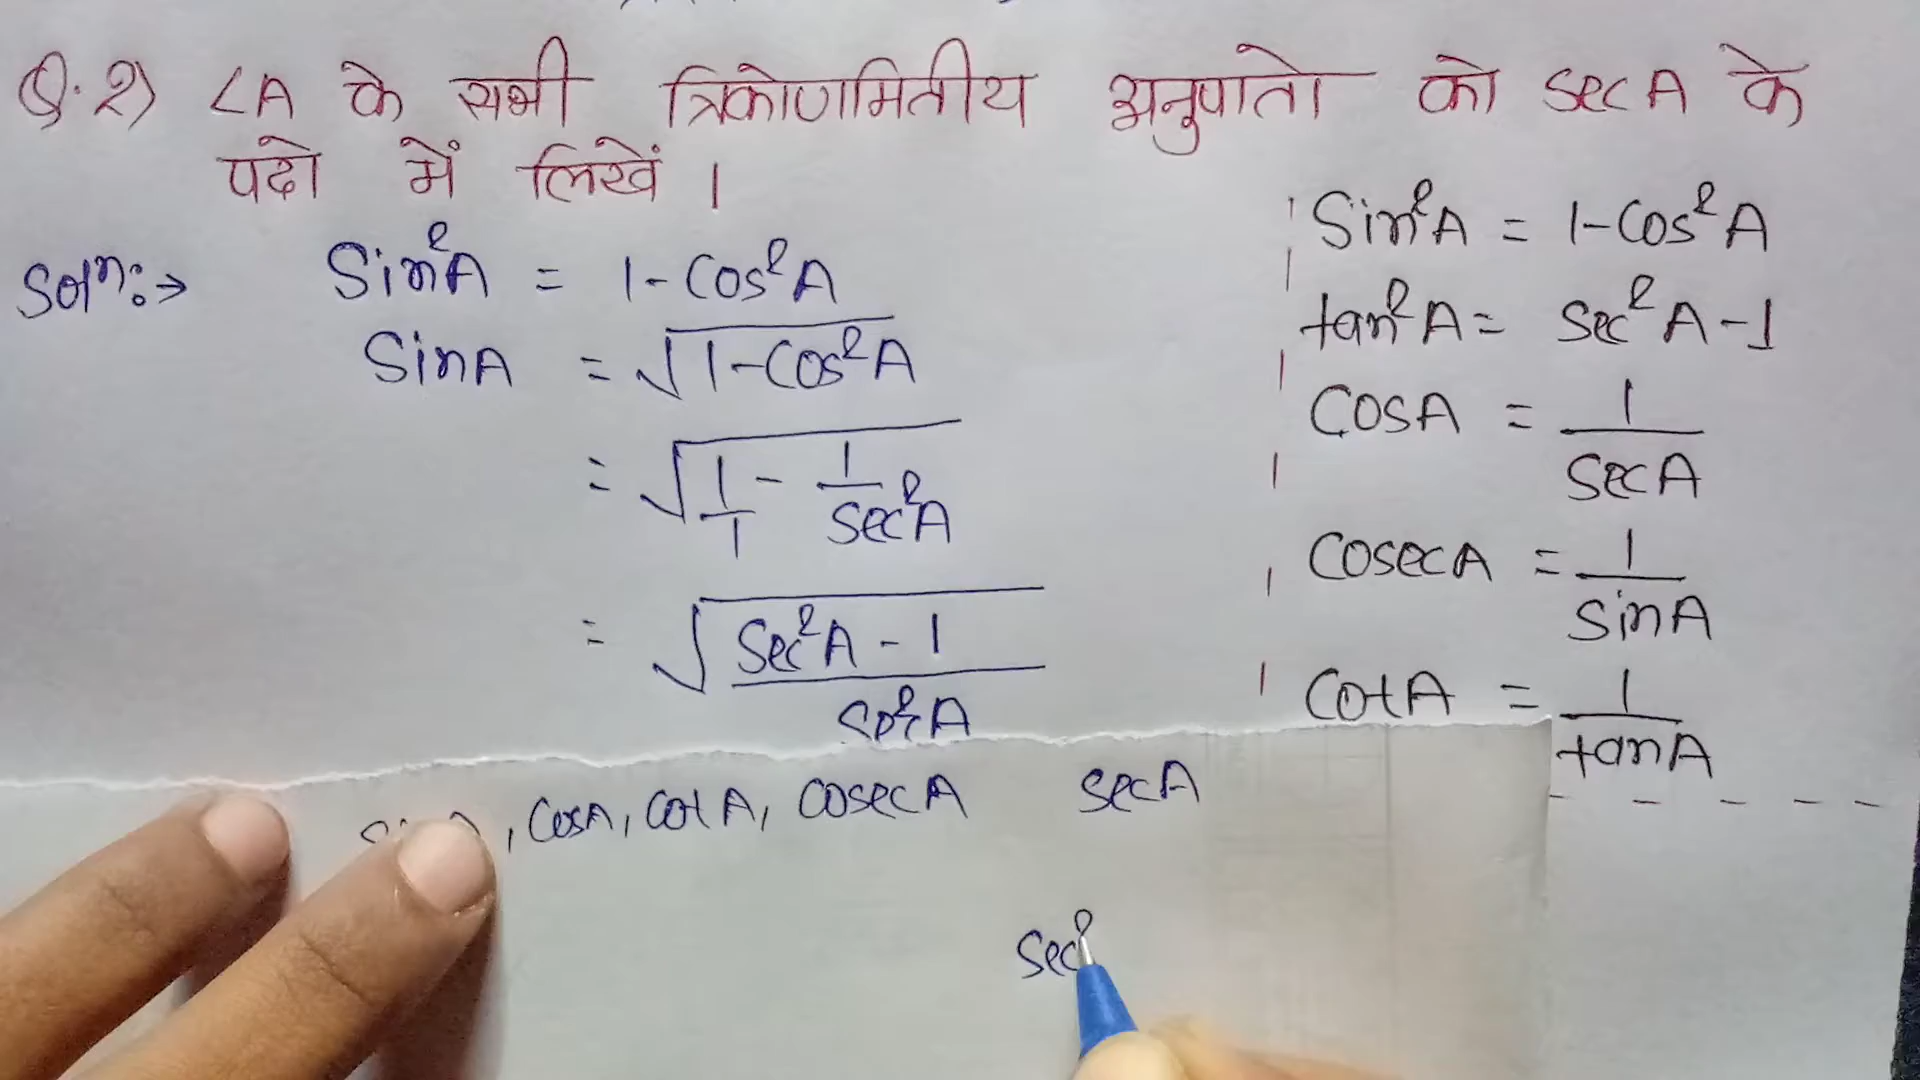 Q.2) ∠A के सभी त्रिकोणमितीय अनुपातो को secA के
पदो में लिखें ।
Solⁿ:→ Sin²A = 1-Cos²A
SinA = √(1-Cos²A)
= √(1/1 - 1/sec²A)
= √((Sec²A - 1)/sec²A)
Sin²A = 1-Cos²A
tan²A = sec²A-1
CosA = 1/secA
CosecA = 1/sinA
CotA = 1/tanA
, CosA, CotA, CosecA secA
Sec²